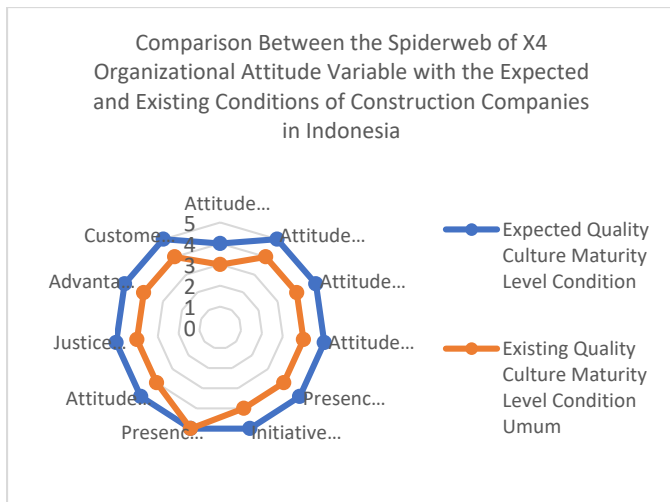 Comparison Between the Spiderweb of X4
Organizational Attitude Variable with the Expected
and Existing Conditions of Construction Companies
in Indonesia
Attitude...
Attitude...
Attitude...
Attitude...
Presenc...
Initiative...
Presenc...
Attitude...
Justice...
Advanta...
Custome...
5
4
3
2
1
0
Expected Quality
Culture Maturity
Level Condition
Existing Quality
Culture Maturity
Level Condition
Umum